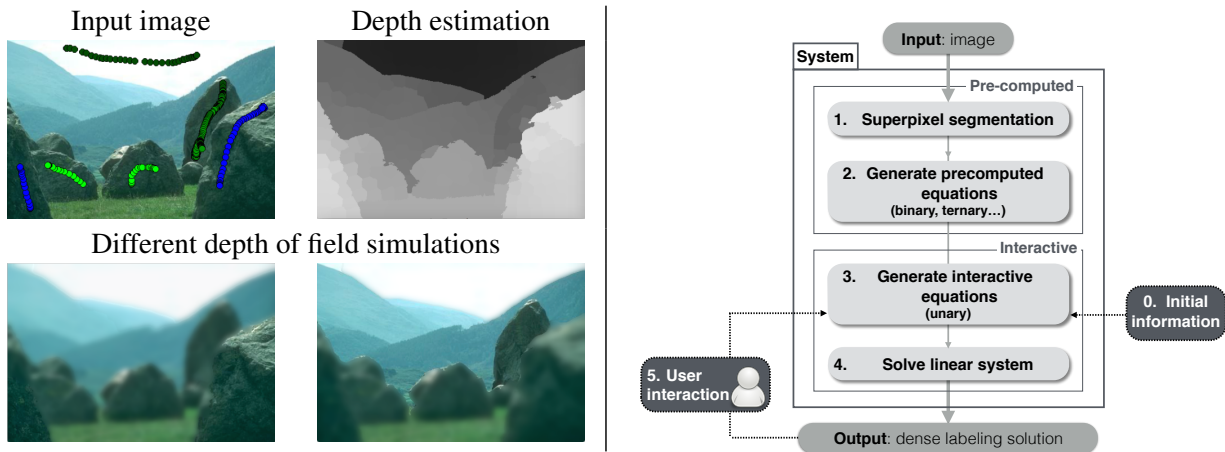 Input image
Depth estimation
Different depth of field simulations
Input: image
System
Pre-computed
1. Superpixel segmentation
2. Generate precomputed
equations
(binary, ternary...)
Interactive
3. Generate interactive
equations
(unary)
0. Initial
information
4. Solve linear system
5. User
interaction
Output: dense labeling solution